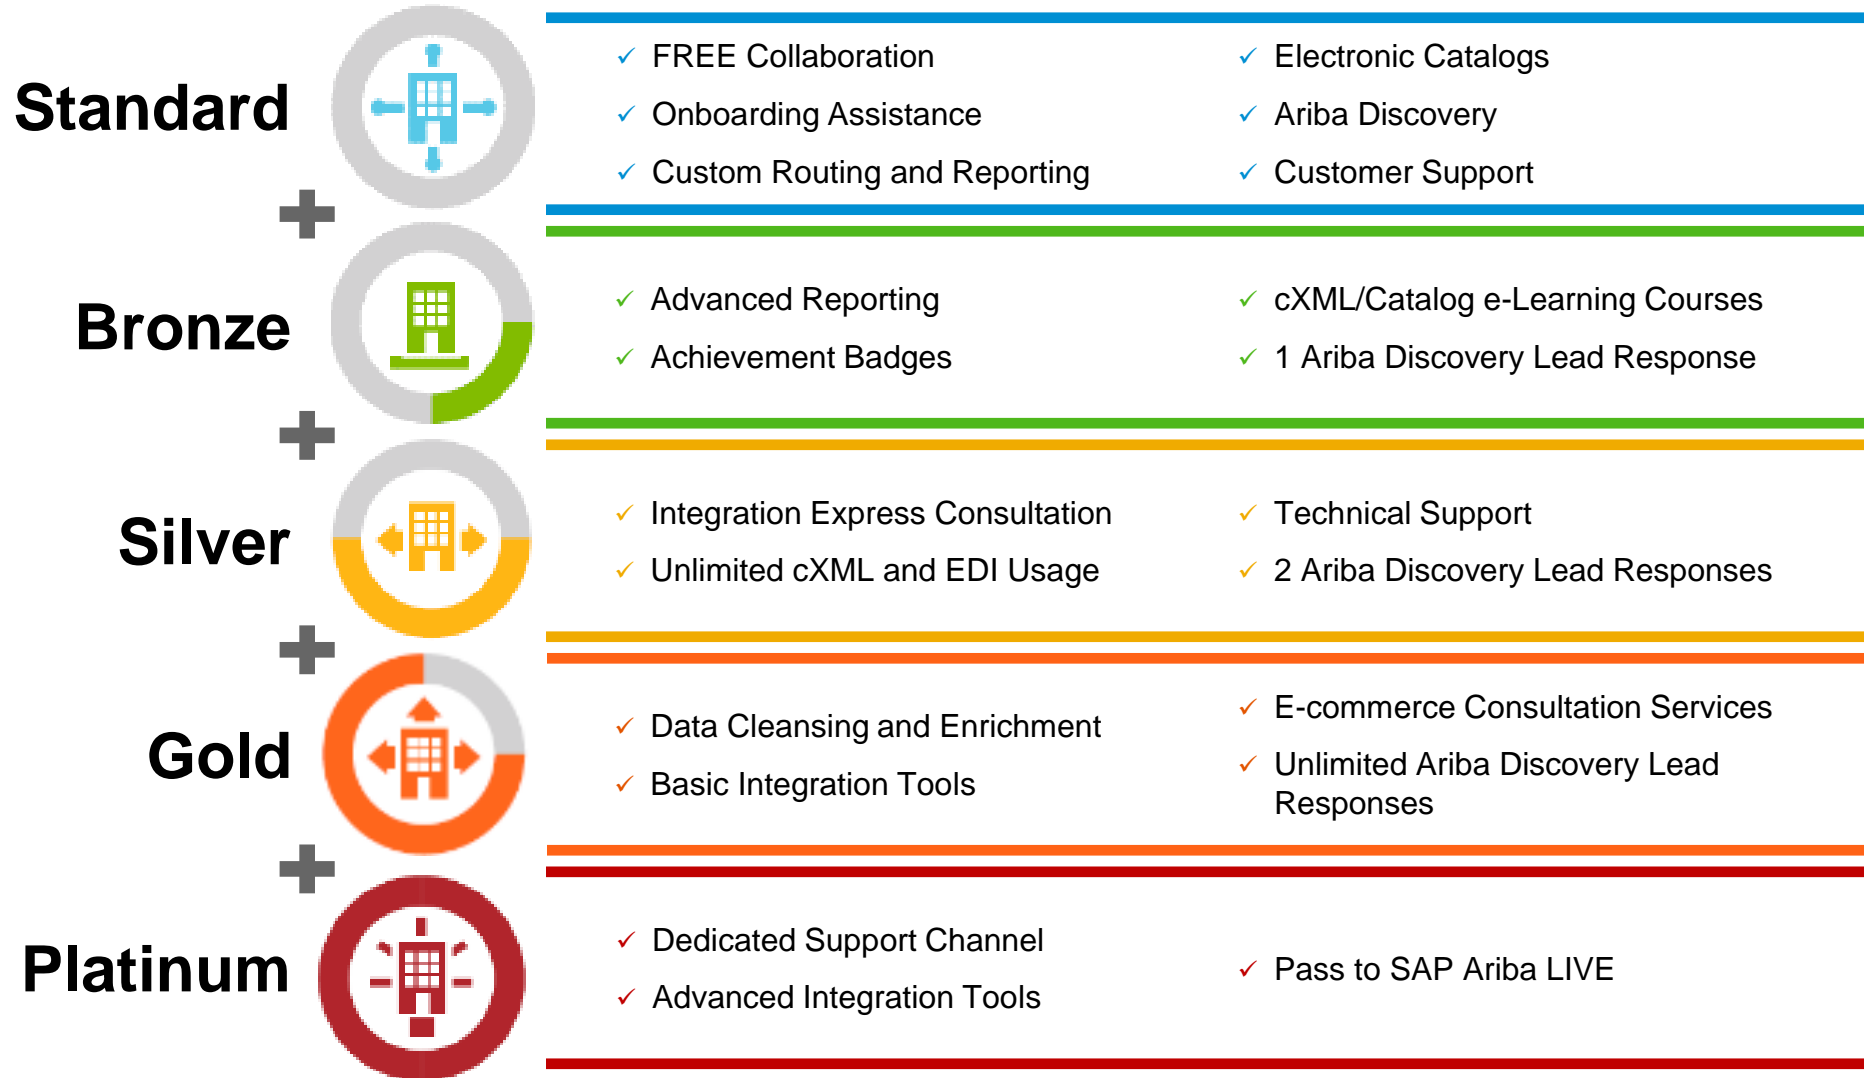 Standard
FREE Collaboration
Onboarding Assistance
Custom Routing and Reporting
Electronic Catalogs
Ariba Discovery
Customer Support
Bronze
Advanced Reporting
Achievement Badges
cXML/Catalog e-Learning Courses
1 Ariba Discovery Lead Response
Silver
Integration Express Consultation
Unlimited cXML and EDI Usage
Technical Support
2 Ariba Discovery Lead Responses
Gold
Data Cleansing and Enrichment
Basic Integration Tools
E-commerce Consultation Services
Unlimited Ariba Discovery Lead
Responses
Platinum
Dedicated Support Channel
Advanced Integration Tools
Pass to SAP Ariba LIVE